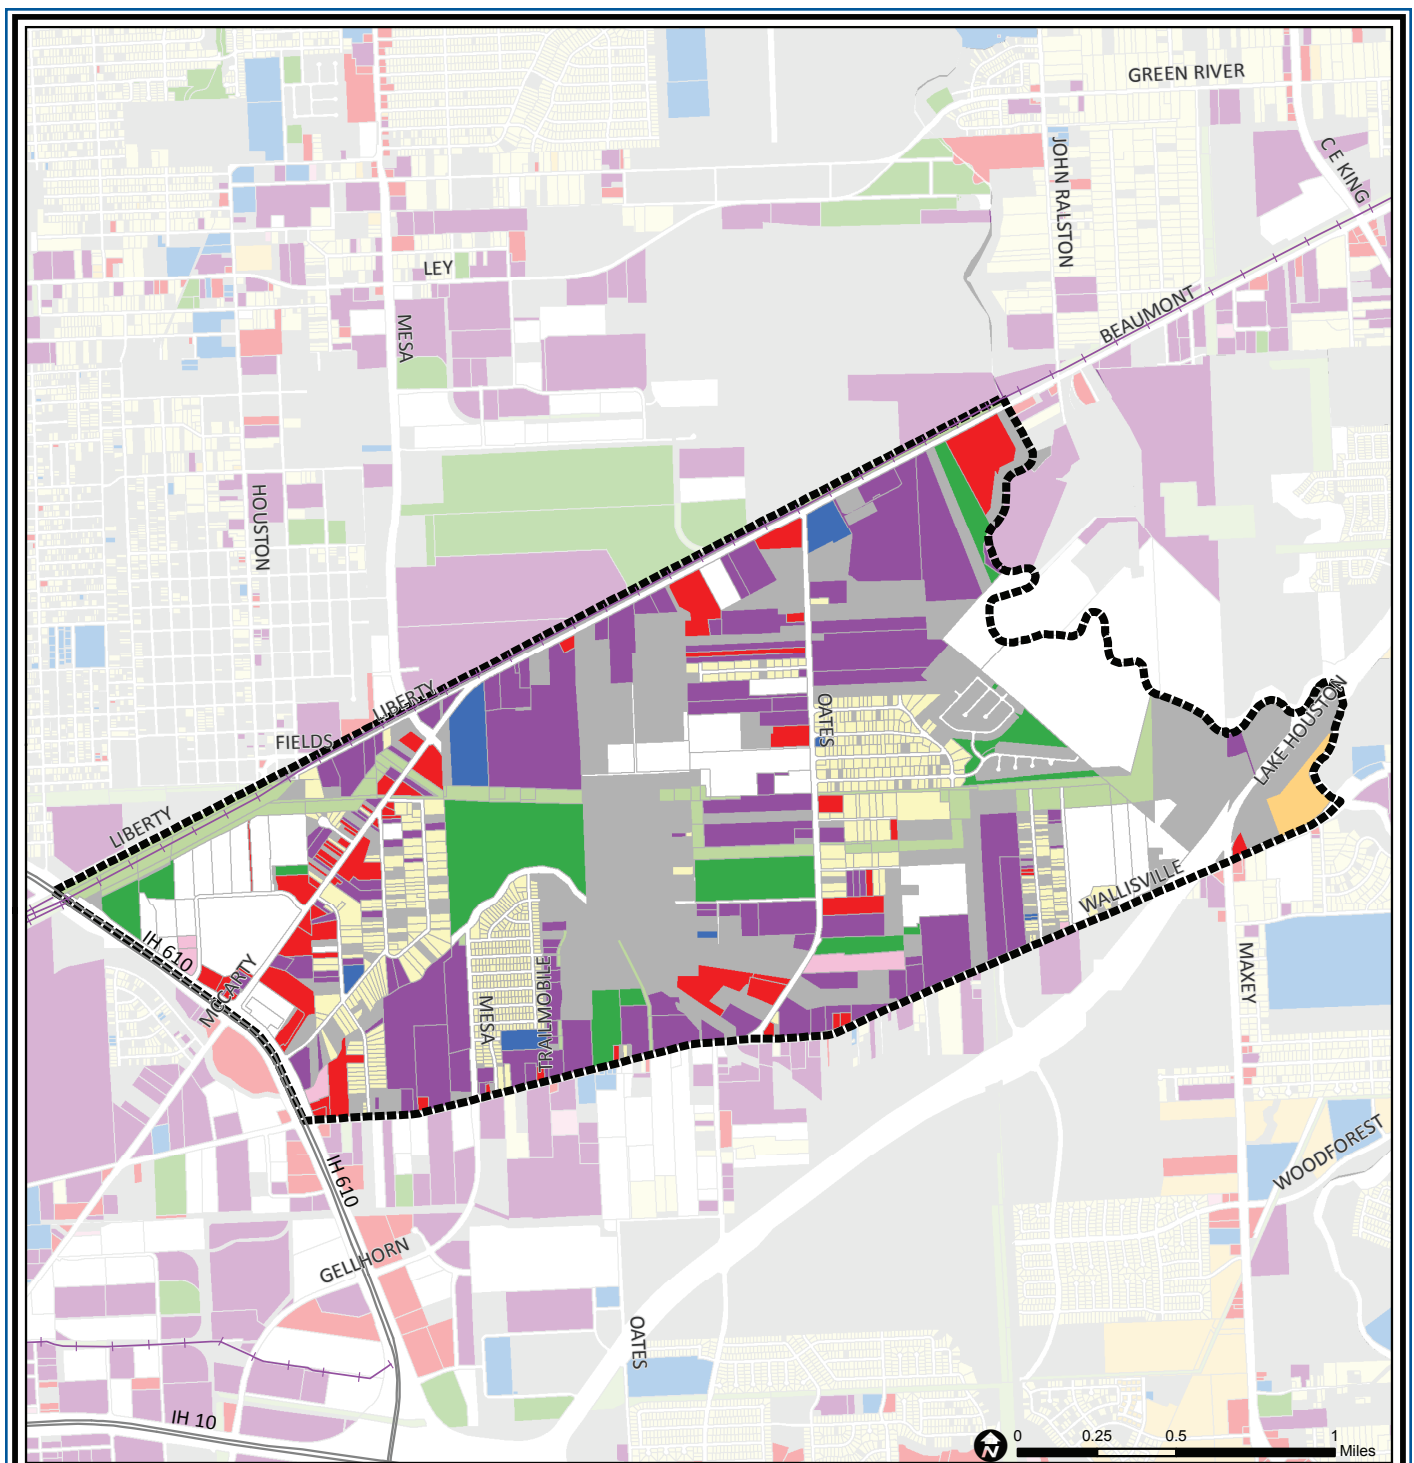 GREEN RIVER
C E KING
JOHN RALSTON
LEY
BEAUMONT
MESA
HOUSTON
LIBERTY
OATES
FIELDS
LAKE HOUSTON
LIBERTY
WALLISVILLE
IH 610
MCCARTY
MESA
TRAILMOBILE
MAXEY
WOODFOREST
IH 610
GELLHORN
OATES
IH 10
N
0 0.25 0.5 1
Miles